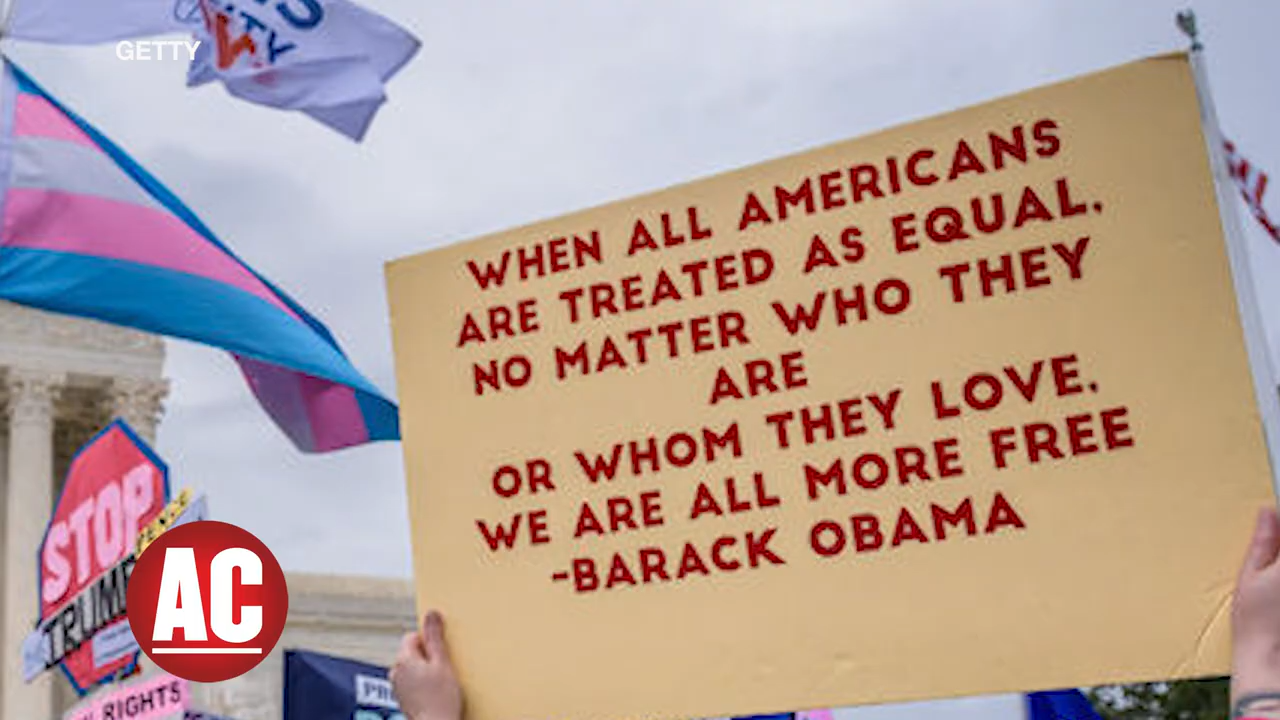 GETTY
WHEN ALL AMERICANS
ARE TREATED AS EQUAL,
NO MATTER WHO THEY
ARE
OR WHOM THEY LOVE,
WE ARE ALL MORE FREE
-BARACK OBAMA
STOP
TRUMP
AC
RIGHTS